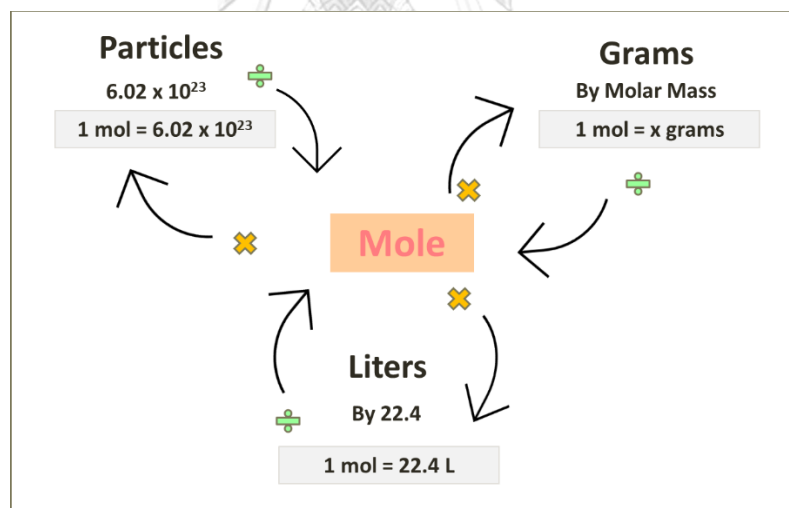 Particles
6.02 x 10²³
1 mol = 6.02 x 10²³
Grams
By Molar Mass
1 mol = x grams
Mole
Liters
By 22.4
1 mol = 22.4 L